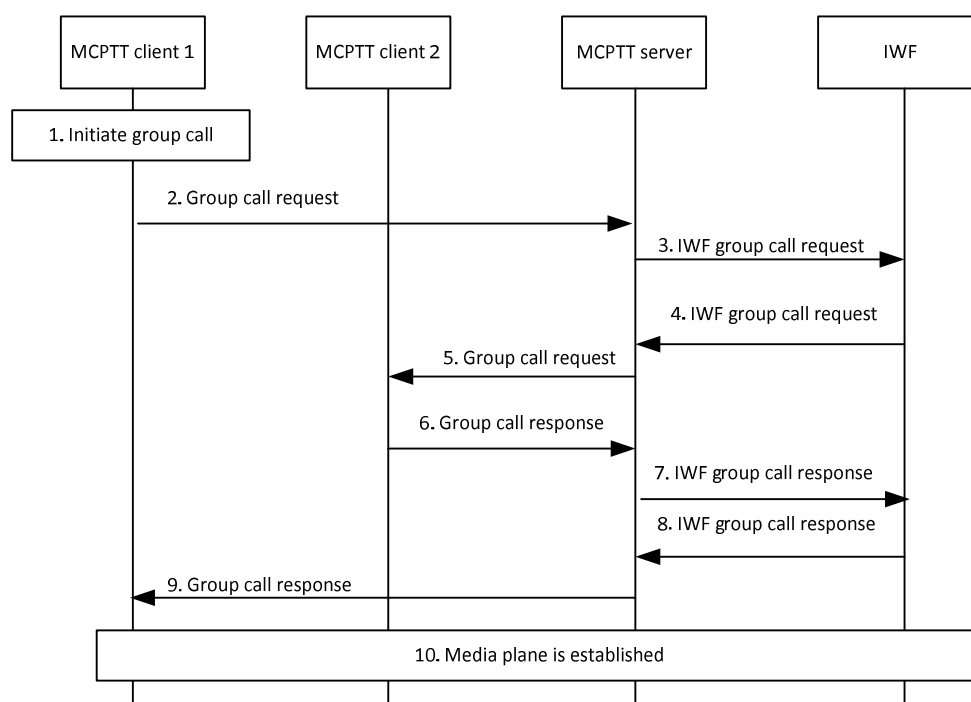 MCPTT client 1
MCPTT client 2
MCPTT server
IWF
1. Initiate group call
2. Group call request
3. IWF group call request
4. IWF group call request
5. Group call request
6. Group call response
7. IWF group call response
8. IWF group call response
9. Group call response
10. Media plane is established